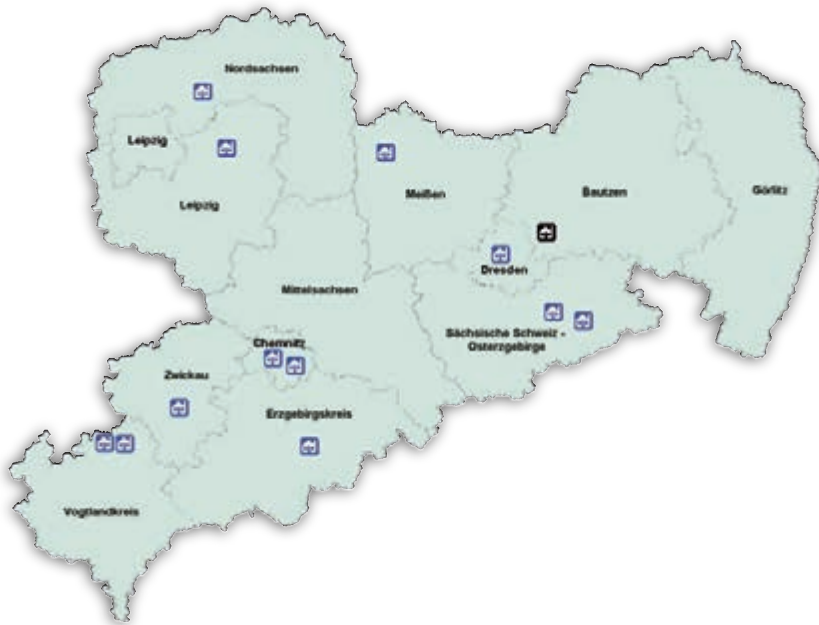 Nordsachsen
Leipzig
Leipzig
Meißen
Bautzen
Görlitz
Dresden
Mittelsachsen
Sächsische Schweiz -
Osterzgebirge
Chemnitz
Zwickau
Erzgebirgskreis
Vogtlandkreis